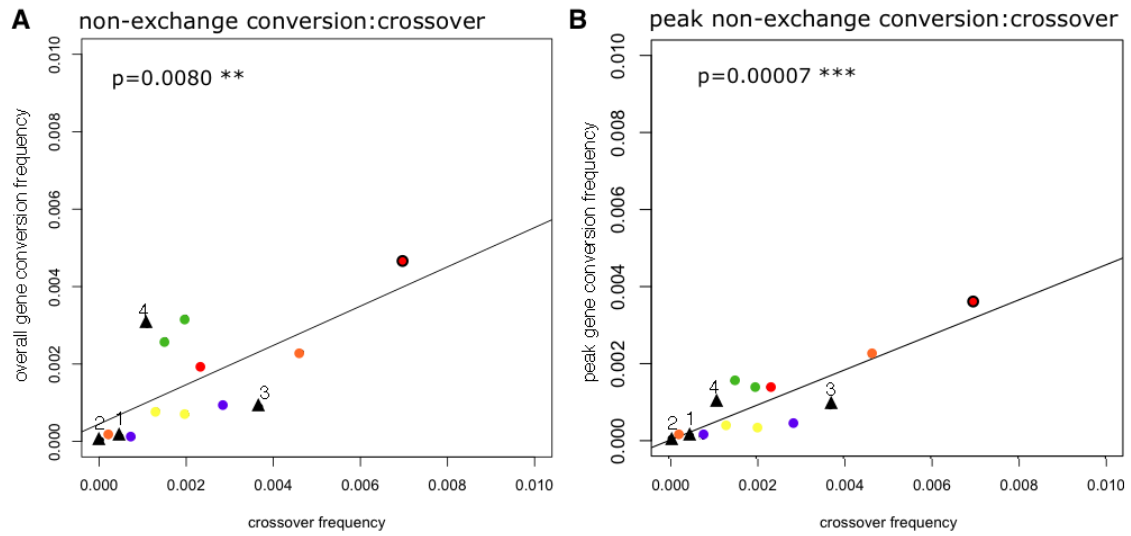 A
non-exchange conversion:crossover
p=0.0080 **
overall gene conversion frequency
0.010
0.008
0.006
0.004
0.002
0.000
4
3
2
1
0.000 0.002 0.004 0.006 0.008 0.010
crossover frequency
B
peak non-exchange conversion:crossover
p=0.00007 ***
peak gene conversion frequency
0.010
0.008
0.006
0.004
0.002
0.000
4
3
2
1
0.000 0.002 0.004 0.006 0.008 0.010
crossover frequency